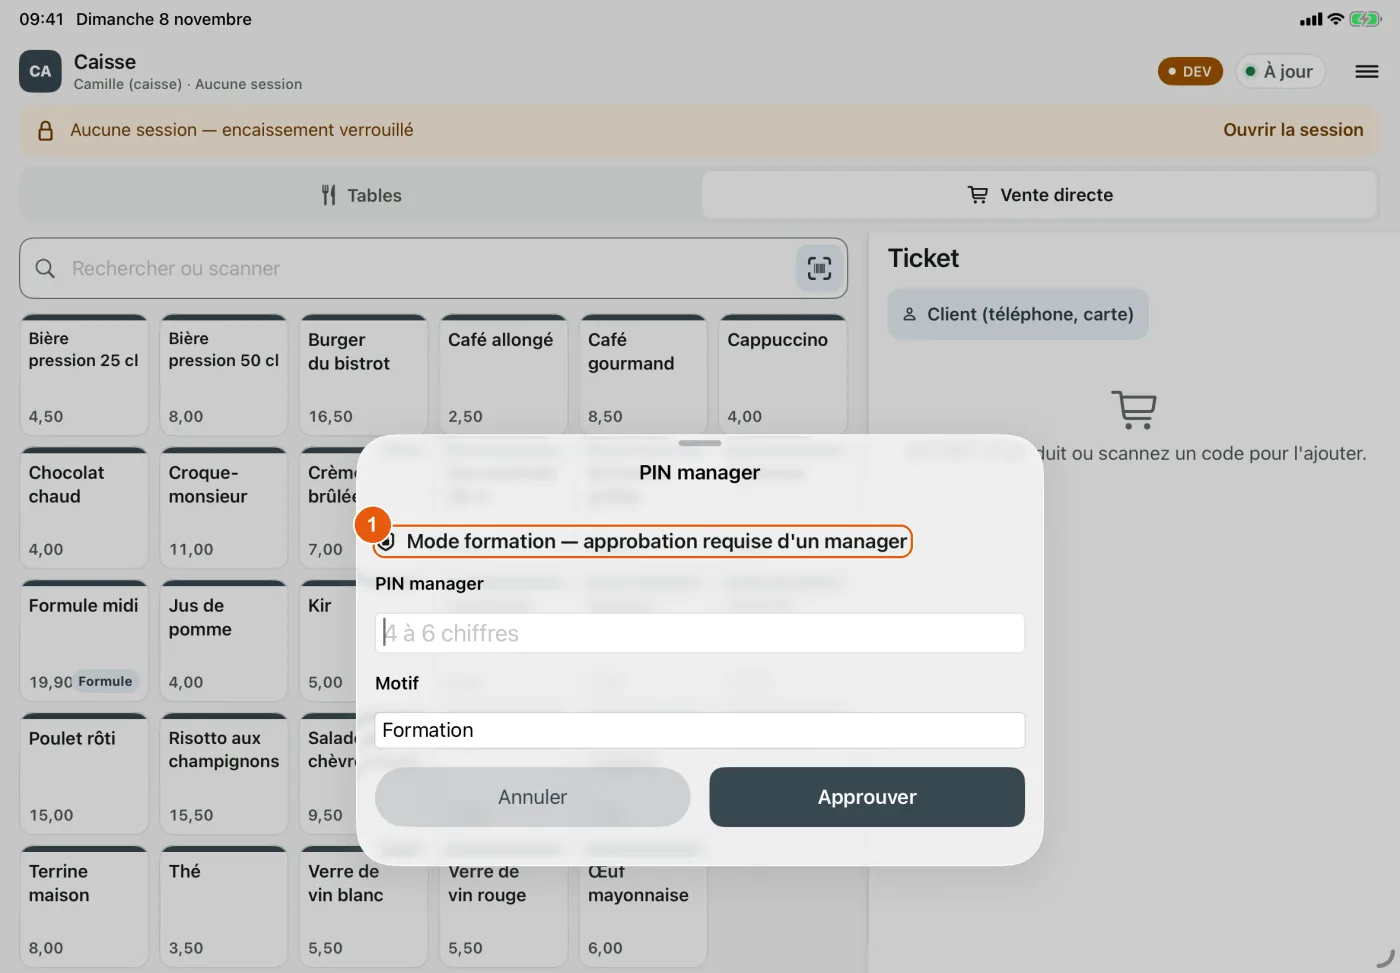 09:41 Dimanche 8 novembre
CA
Caisse
Camille (caisse) · Aucune session
DEV
À jour
Aucune session — encaissement verrouillé
Ouvrir la session
Tables
Vente directe
Rechercher ou scanner
Ticket
Client (téléphone, carte)
duit ou scannez un code pour l'ajouter.
Bière
pression 25 cl
4,50
Bière
pression 50 cl
8,00
Burger
du bistrot
16,50
Café allongé
2,50
Café
gourmand
8,50
Cappuccino
4,00
Chocolat
chaud
4,00
Croque-
monsieur
11,00
Crèm
brûlée
7,00
Formule midi
19,90
Formule
Jus de
pomme
4,00
Kir
5,00
Poulet rôti
15,00
Risotto aux
champignons
15,50
Salad
chèvr
9,50
Terrine
maison
8,00
Thé
3,50
Verre de
vin blanc
5,50
Verre de
vin rouge
5,50
Œuf
mayonnaise
6,00
PIN manager
1
Mode formation — approbation requise d'un manager
PIN manager
4 à 6 chiffres
Motif
Formation
Annuler
Approuver